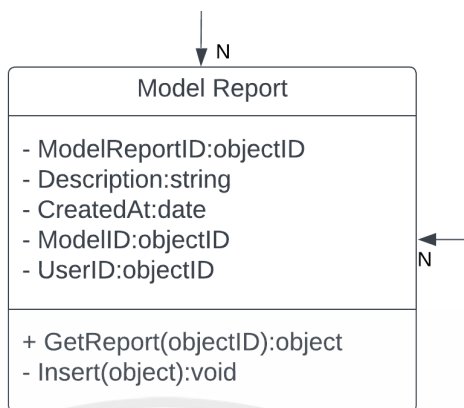 N
Model Report
- ModelReportID:objectID
- Description:string
- CreatedAt:date
- ModelID:objectID
- UserID:objectID
N
+ GetReport(objectID):object
- Insert(object):void